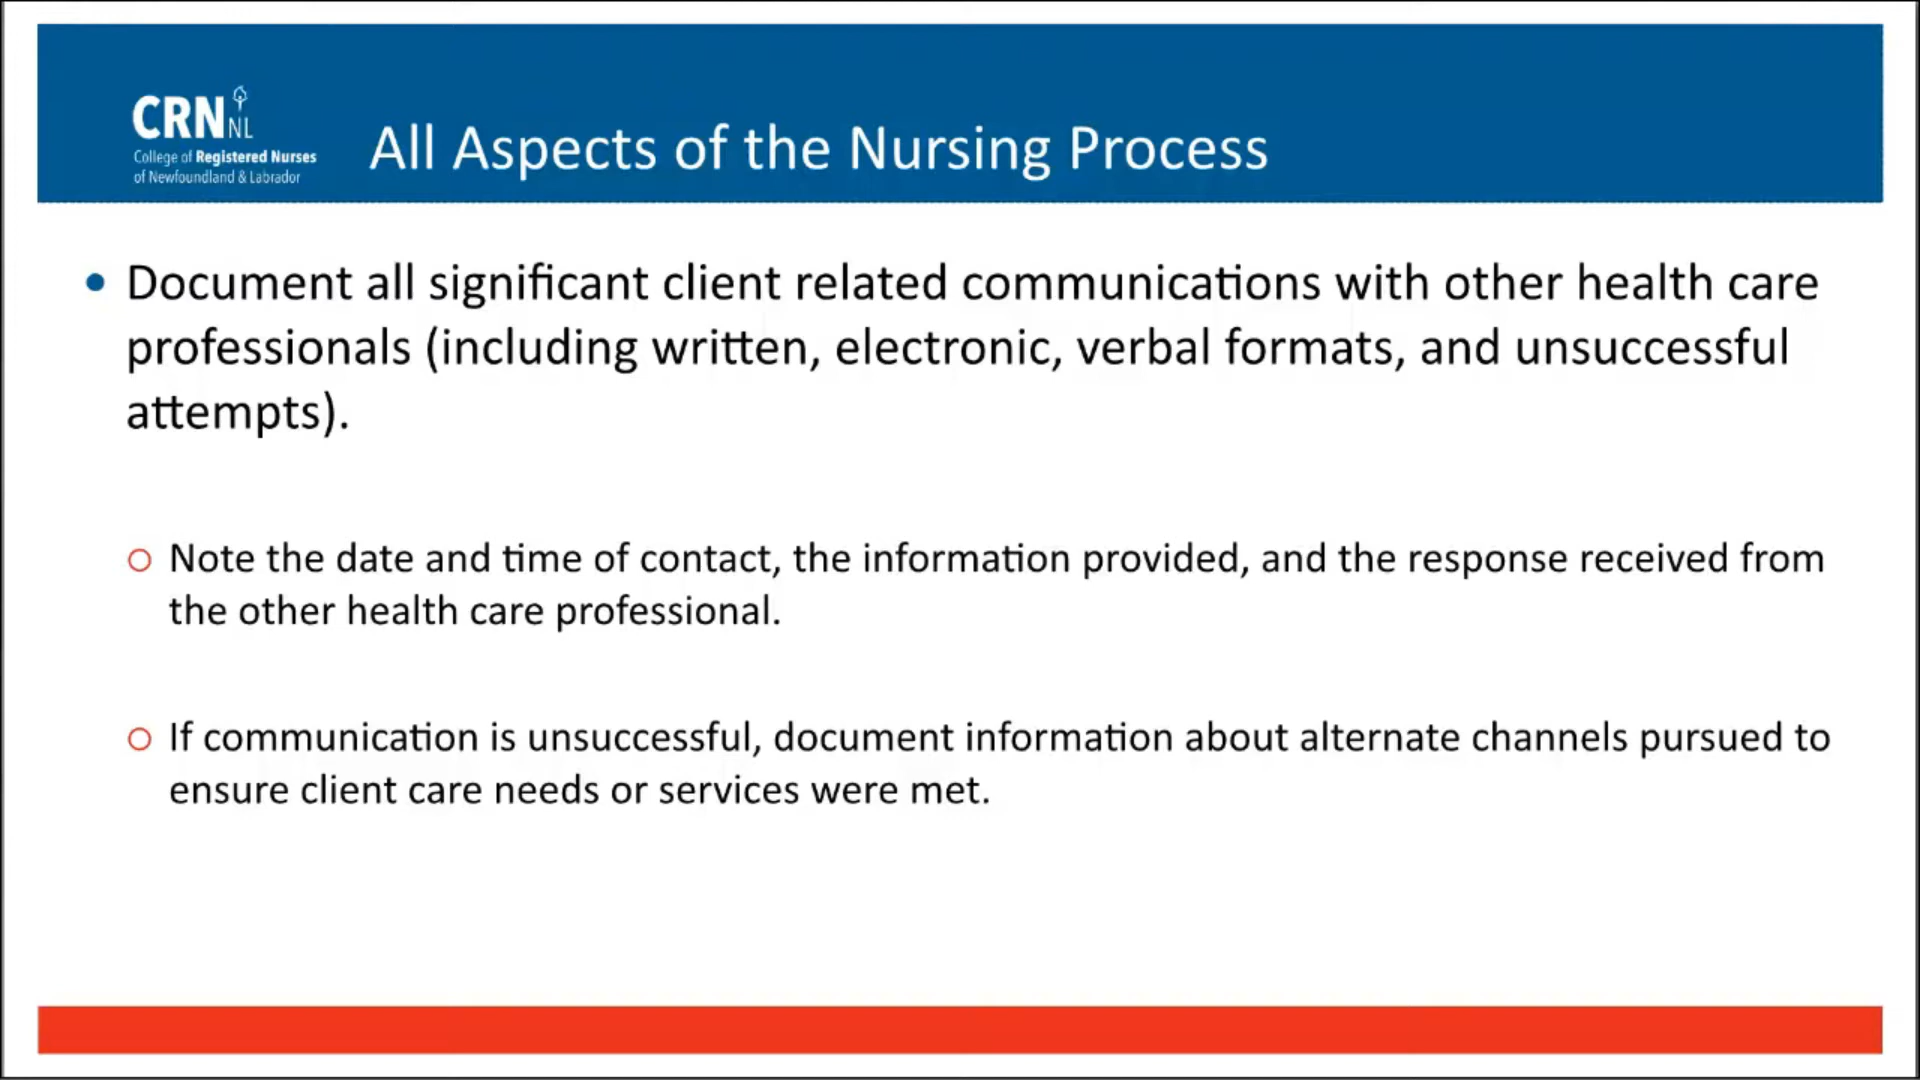 CRN NL
College of Registered Nurses
of Newfoundland & Labrador
All Aspects of the Nursing Process
• Document all significant client related communications with other health care
professionals (including written, electronic, verbal formats, and unsuccessful
attempts).
○ Note the date and time of contact, the information provided, and the response received from
the other health care professional.
○ If communication is unsuccessful, document information about alternate channels pursued to
ensure client care needs or services were met.